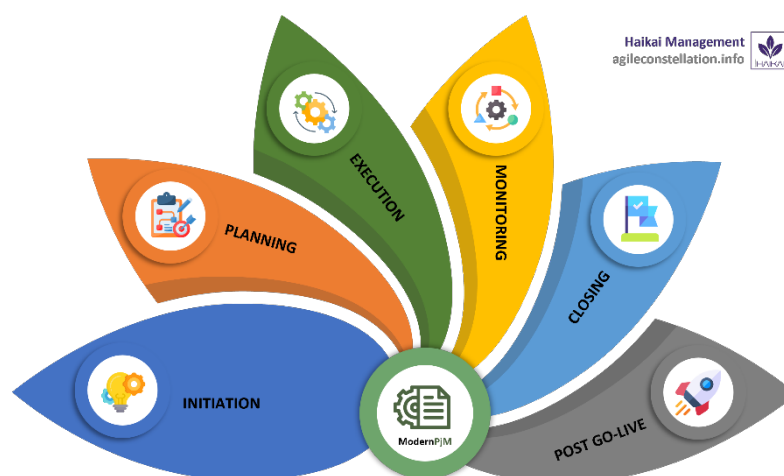 Haikai Management
agileconstellation.info
HAIKAI
EXECUTION
MONITORING
PLANNING
CLOSING
INITIATION
ModernPjM
POST GO-LIVE